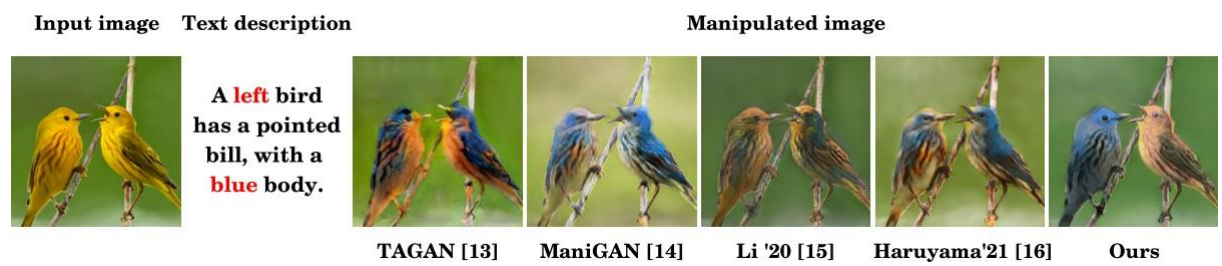 Input image
Text description
Manipulated image
A left bird
has a pointed
bill, with a
blue body.
TAGAN [13]
ManiGAN [14]
Li '20 [15]
Haruyama'21 [16]
Ours